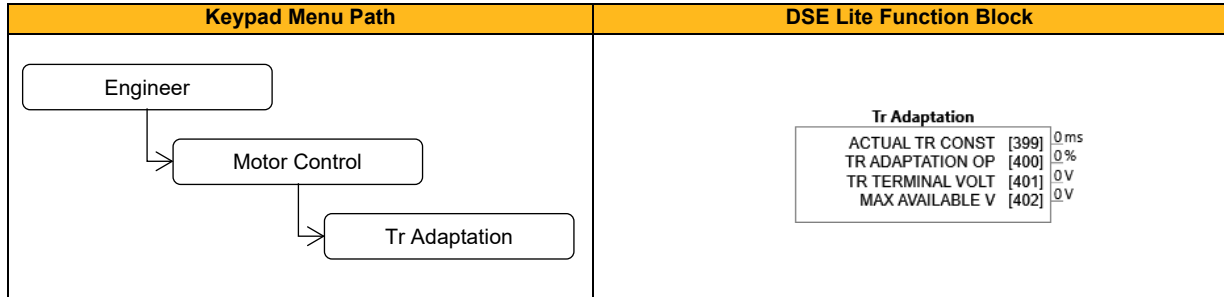 Keypad Menu Path
DSE Lite Function Block
Engineer
Motor Control
Tr Adaptation
Tr Adaptation
ACTUAL TR CONST [399] 0 ms
TR ADAPTATION OP [400] 0 %
TR TERMINAL VOLT [401] 0 V
MAX AVAILABLE V [402] 0 V